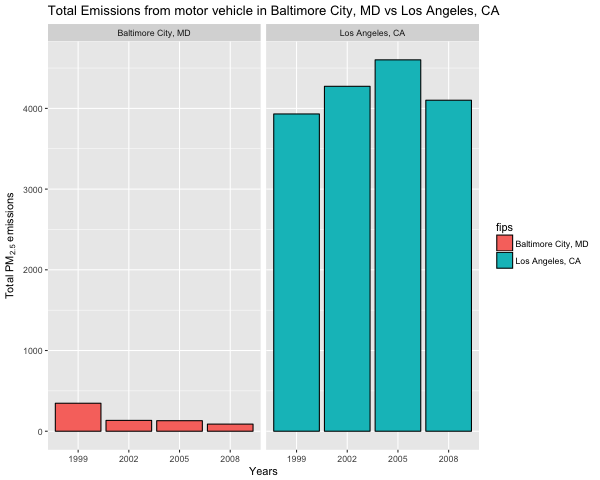 Total Emissions from motor vehicle in Baltimore City, MD vs Los Angeles, CA
Baltimore City, MD
Los Angeles, CA
Total PM2.5 emissions
4000
3000
2000
1000
0
1999 2002 2005 2008
1999 2002 2005 2008
Years
fips
Baltimore City, MD
Los Angeles, CA